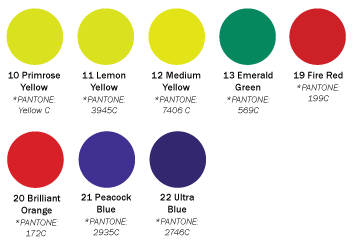 10 Primrose
Yellow
*PANTONE:
Yellow C
11 Lemon
Yellow
*PANTONE:
3945C
12 Medium
Yellow
*PANTONE:
7406 C
13 Emerald
Green
*PANTONE:
569C
19 Fire Red
*PANTONE:
199C
20 Brilliant
Orange
*PANTONE:
172C
21 Peacock
Blue
*PANTONE:
2935C
22 Ultra
Blue
*PANTONE:
2746C